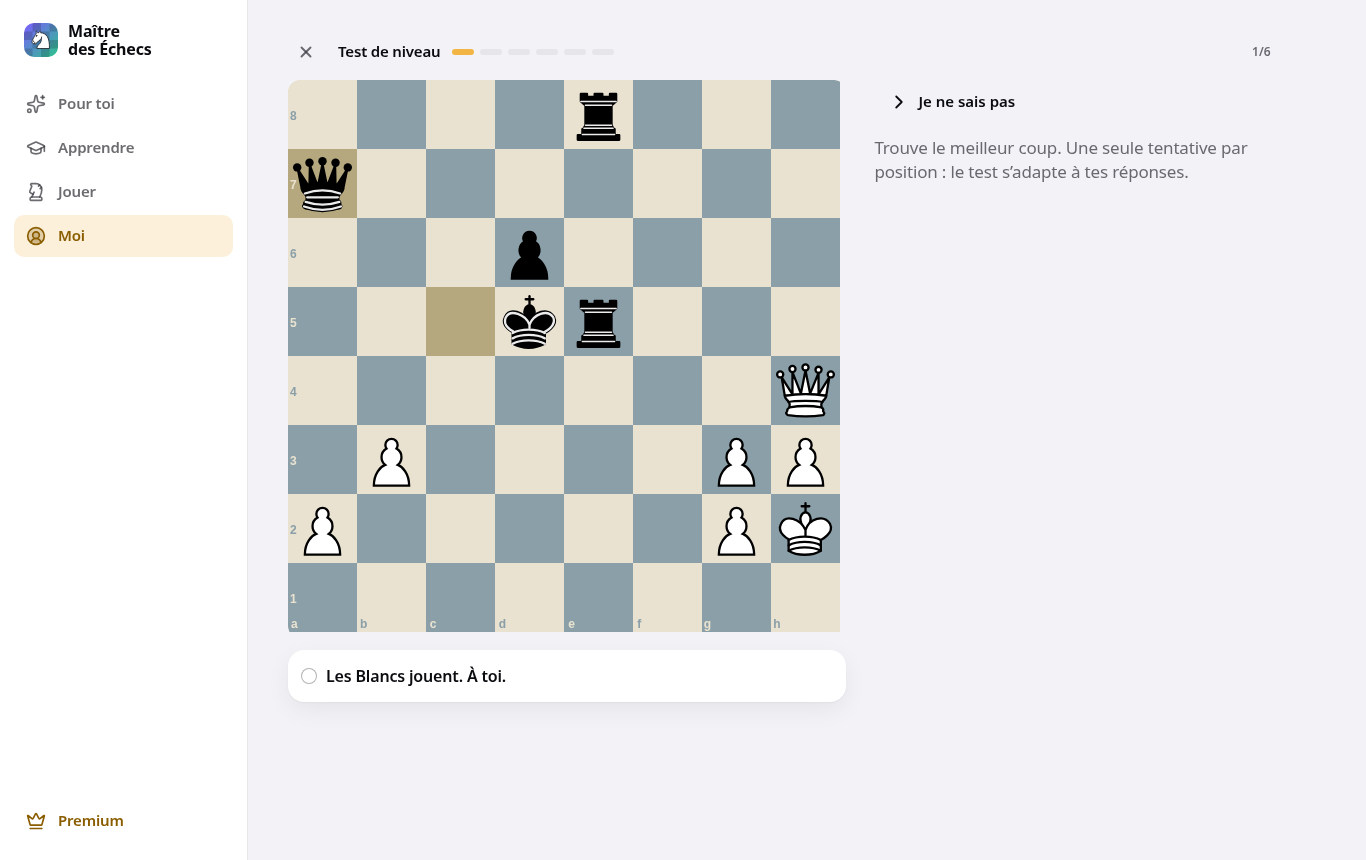 Maître
des Échecs
Pour toi
Apprendre
Jouer
Moi
Premium
Test de niveau
1/6
8
7
6
5
4
3
2
1
a b c d e f g h
Les Blancs jouent. À toi.
Je ne sais pas
Trouve le meilleur coup. Une seule tentative par
position : le test s’adapte à tes réponses.